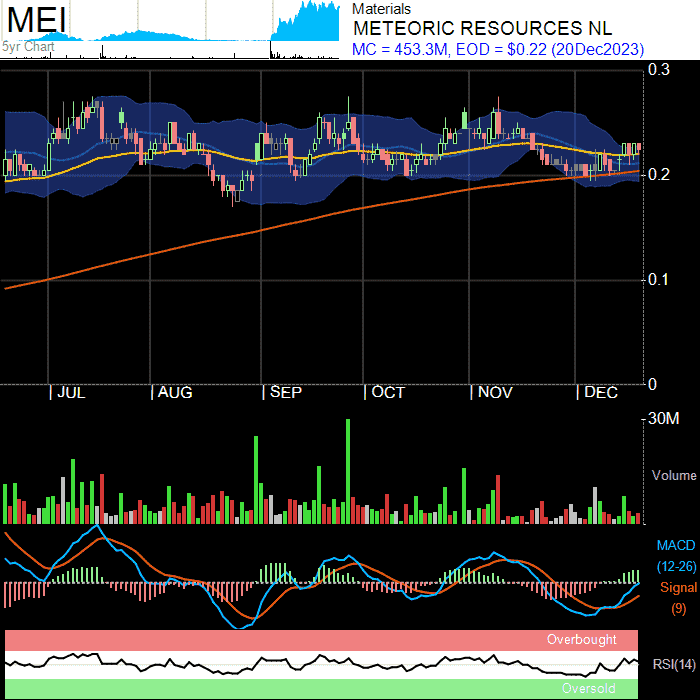 MEI
5yr Chart
Materials
METEORIC RESOURCES NL
MC = 453.3M, EOD = $0.22 (20Dec2023)
0.3
0.2
0.1
0
| JUL | AUG | SEP | OCT | NOV | DEC
30M
Volume
MACD
(12-26)
Signal
(9)
Overbought
RSI(14)
Oversold